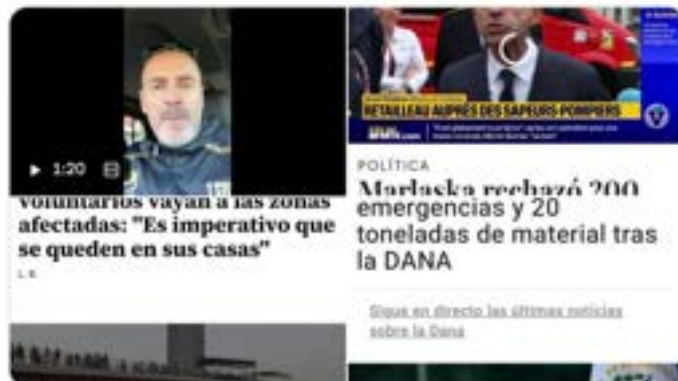 1:20
voluntarios vayan a las zonas
afectadas: "Es imperativo que
se queden en sus casas"
L. B.
RETAILLEAU AUPRÈS DES SAPEURS-POMPIERS
POLÍTICA
Marlaska rechazó 200
emergencias y 20
toneladas de material tras
la DANA
Sigue en directo las últimas noticias
sobre la Dana